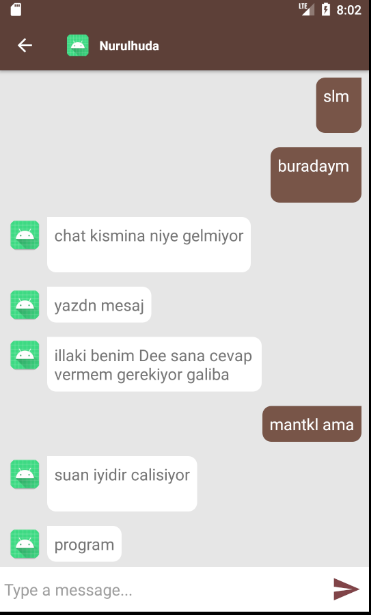 LTE 8:02
Nurulhuda
slm
buradaym
chat kismina niye gelmiyor
yazdn mesaj
illaki benim Dee sana cevap
vermem gerekiyor galiba
mantkl ama
suan iyidir calisiyor
program
Type a message...